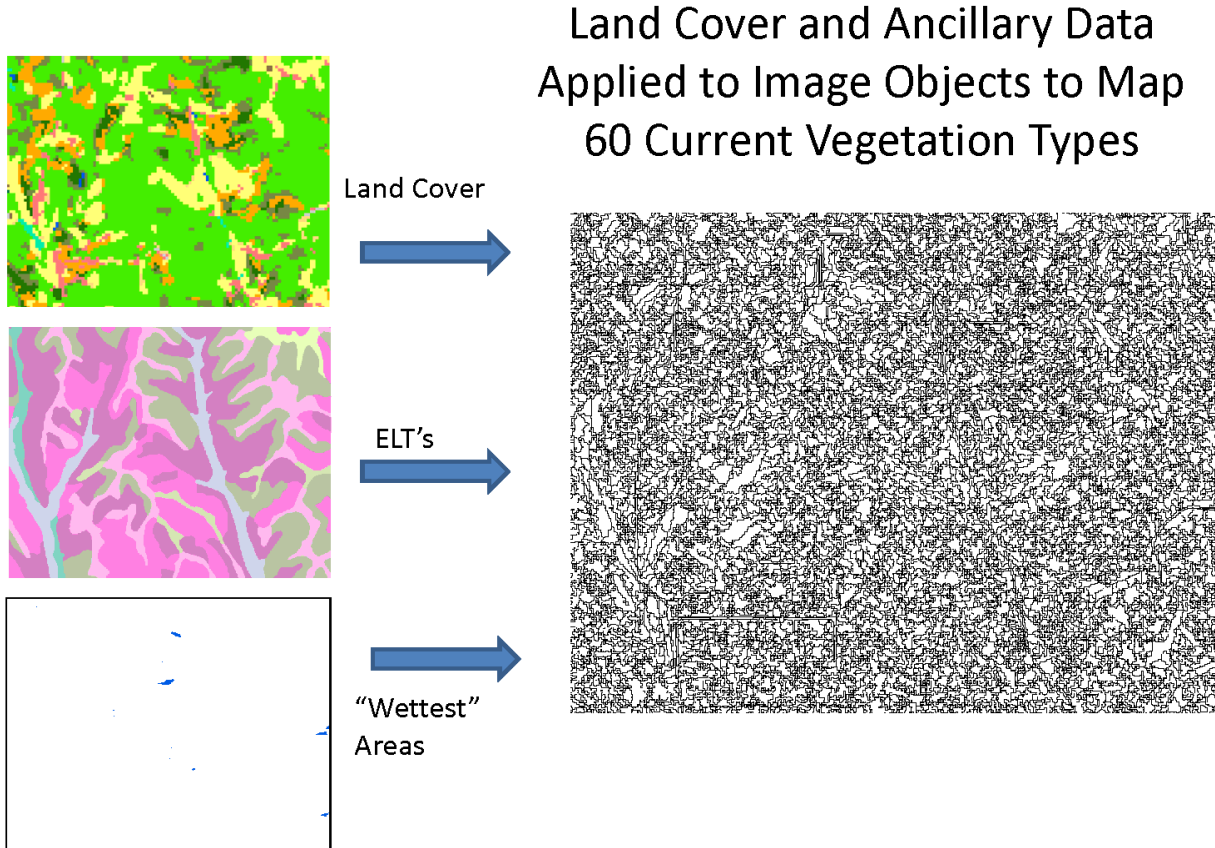 Land Cover and Ancillary Data
Applied to Image Objects to Map
60 Current Vegetation Types
Land Cover
ELT’s
“Wettest”
Areas